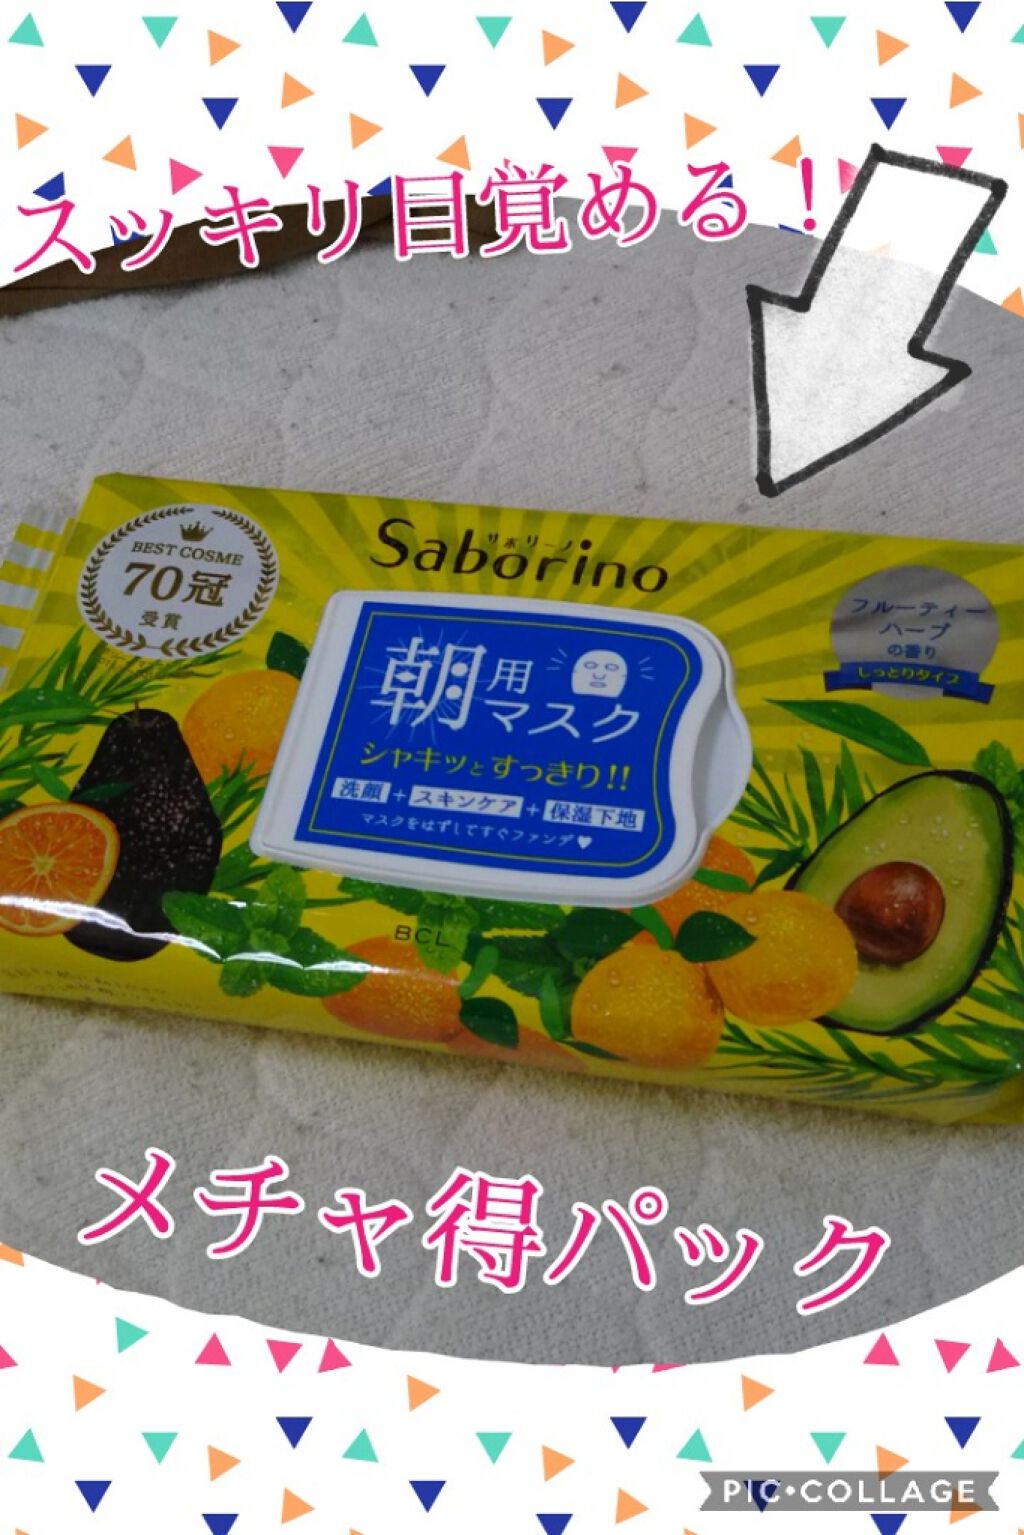 スッキリ目覚める！
BEST COSME
70冠
受賞
サボリーノ
Saborino
フルーティー
ハーブ
の香り
しっとりタイプ
朝用
マスク
シャキッとすっきり!!
洗顔+スキンケア+保湿下地
マスクをはずしてすぐファンデ♥
BCL
メチャ得パック
PIC•COLLAGE